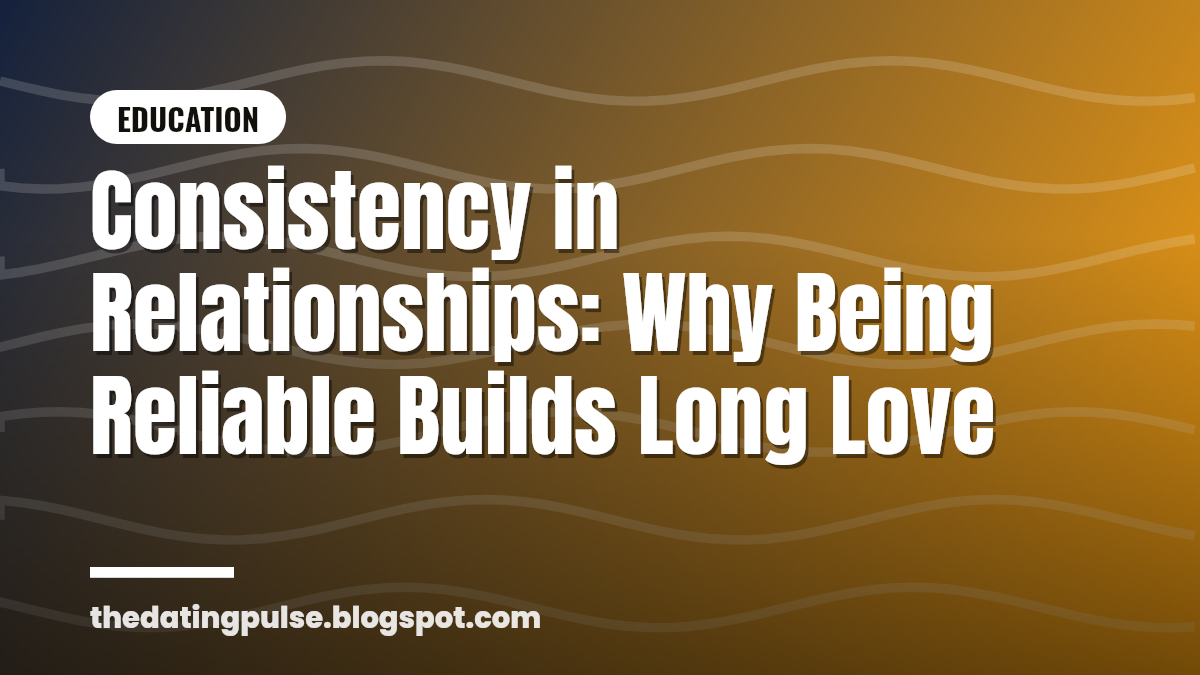 EDUCATION
Consistency in
Relationships: Why Being
Reliable Builds Long Love
thedatingpulse.blogspot.com